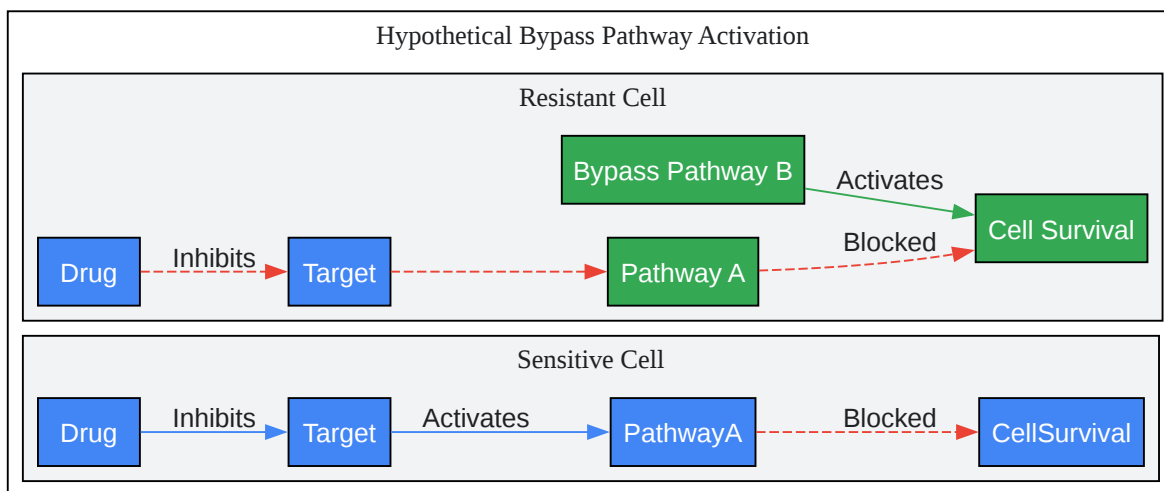 Hypothetical Bypass Pathway Activation
Resistant Cell
Bypass Pathway B
Activates
Cell Survival
Blocked
Drug
Inhibits
Target
Pathway A
Sensitive Cell
Drug
Inhibits
Target
Activates
PathwayA
Blocked
CellSurvival